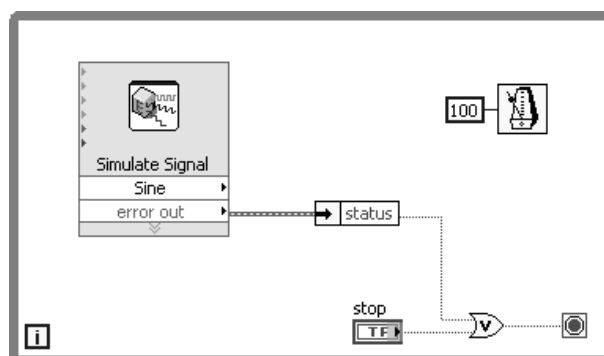 100
Simulate Signal
Sine
error out
status
stop
TF
V
i